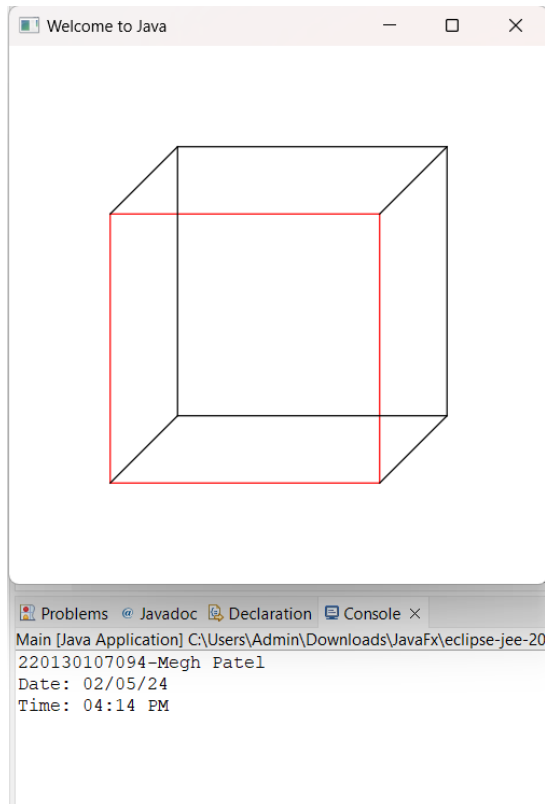 Welcome to Java
Problems @ Javadoc Declaration Console
Main [Java Application] C:\Users\Admin\Downloads\JavaFx\eclipse-jee-20
220130107094-Megh Patel
Date: 02/05/24
Time: 04:14 PM